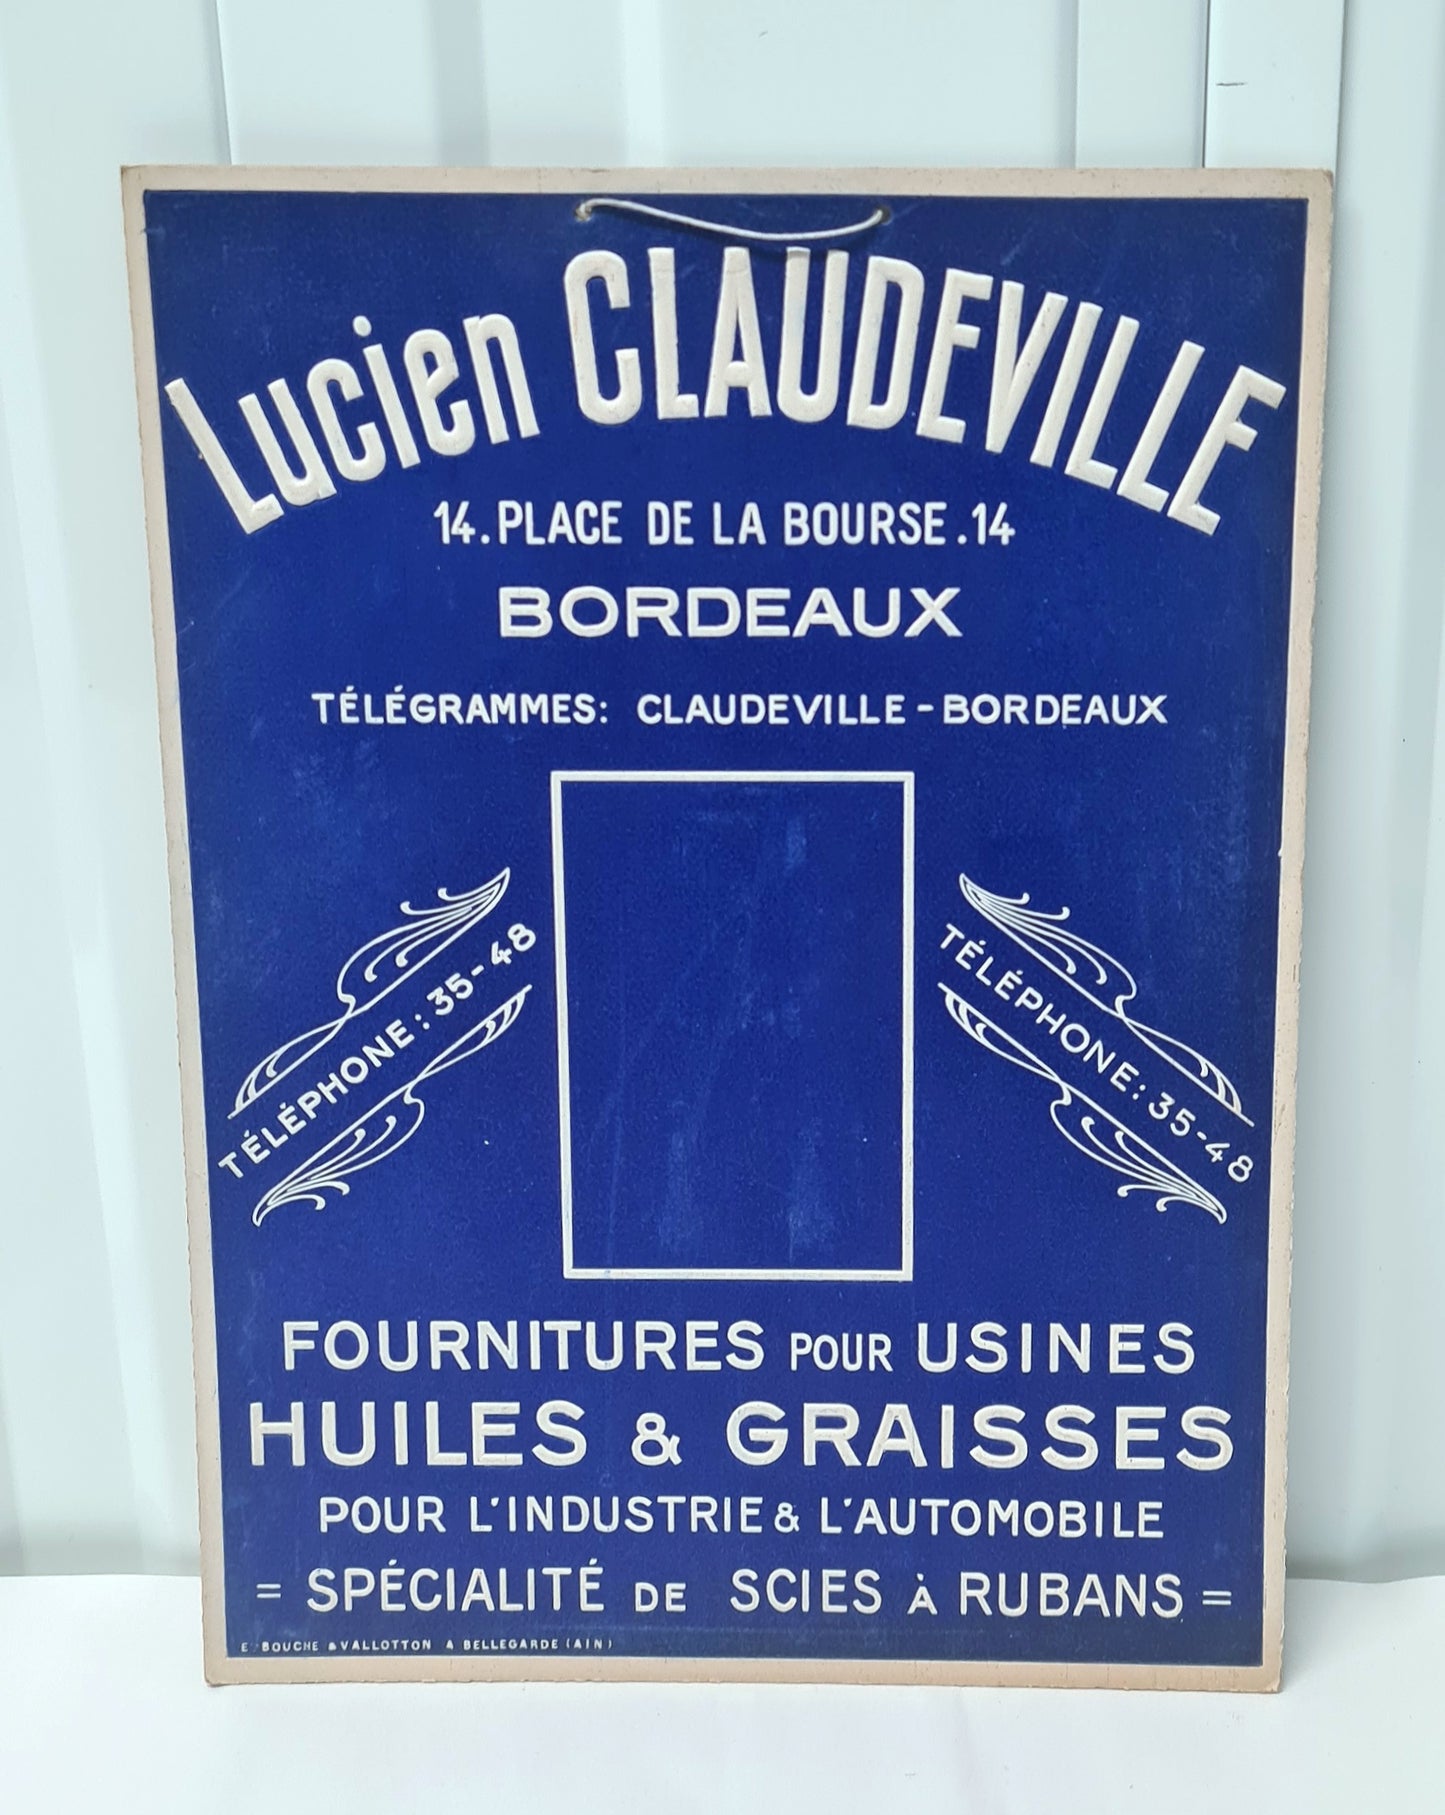 Lucien CLAUDEVILLE
14. PLACE DE LA BOURSE. 14
BORDEAUX
TÉLÉGRAMMES: CLAUDEVILLE - BORDEAUX
TÉLÉPHONE: 35-48
TÉLÉPHONE: 35-48
FOURNITURES POUR USINES
HUILES & GRAISSES
POUR L'INDUSTRIE & L'AUTOMOBILE
= SPÉCIALITÉ DE SCIES À RUBANS =
BOUCHE & VALLOTTON A BELLEGARDE (AIN)